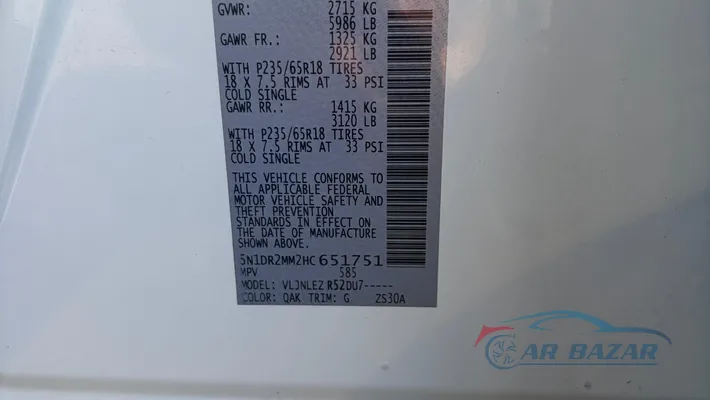 GVWR: 2715 KG
5986 LB
GAWR FR.: 1325 KG
2921 LB
WITH P235/65R18 TIRES
18 X 7.5 RIMS AT 33 PSI
COLD SINGLE
GAWR RR.: 1415 KG
3120 LB
WITH P235/65R18 TIRES
18 X 7.5 RIMS AT 33 PSI
COLD SINGLE
THIS VEHICLE CONFORMS TO
ALL APPLICABLE FEDERAL
MOTOR VEHICLE SAFETY AND
AND THEFT PREVENTION
STANDARDS IN EFFECT ON
THE DATE OF MANUFACTURE
SHOWN ABOVE.
5N1DR2MM2HC651751
MPV 585
MODEL: VLJNLEZ R52DU7-----
COLOR: QAK TRIM: G ZS30A
CAR BAZAR